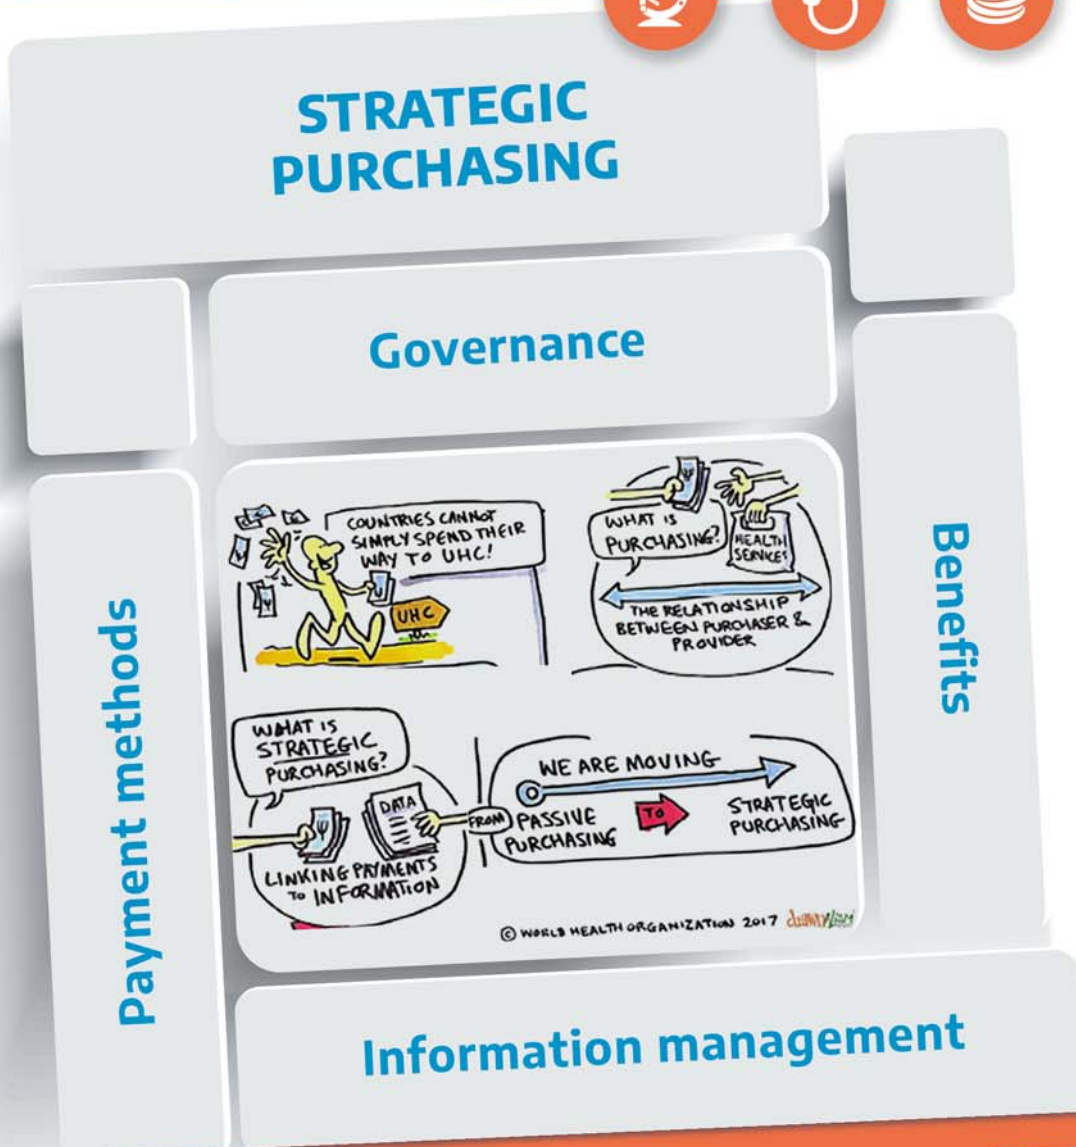 STRATEGIC
PURCHASING
Governance
Payment methods
COUNTRIES CANNOT
SIMPLY SPEND THEIR
WAY TO UHC!
UHC
WHAT IS
PURCHASING?
HEALTH
SERVICES
THE RELATIONSHIP
BETWEEN PURCHASER &
PROVIDER
WHAT IS
STRATEGIC
PURCHASING?
DATA
LINKING PAYMENTS
TO INFORMATION
WE ARE MOVING
FROM PASSIVE
PURCHASING
TO
STRATEGIC
PURCHASING
© WORLD HEALTH ORGANIZATION 2017
Benefits
Information management